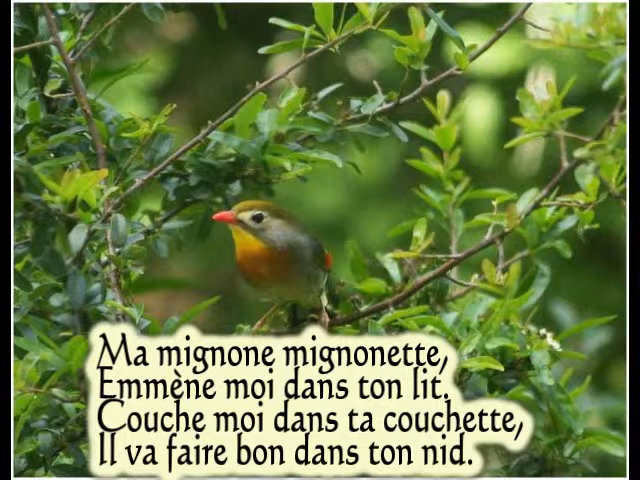 Ma mignone mignonette,
Emmène moi dans ton lit.
Couche moi dans ta couchette,
Il va faire bon dans ton nid.